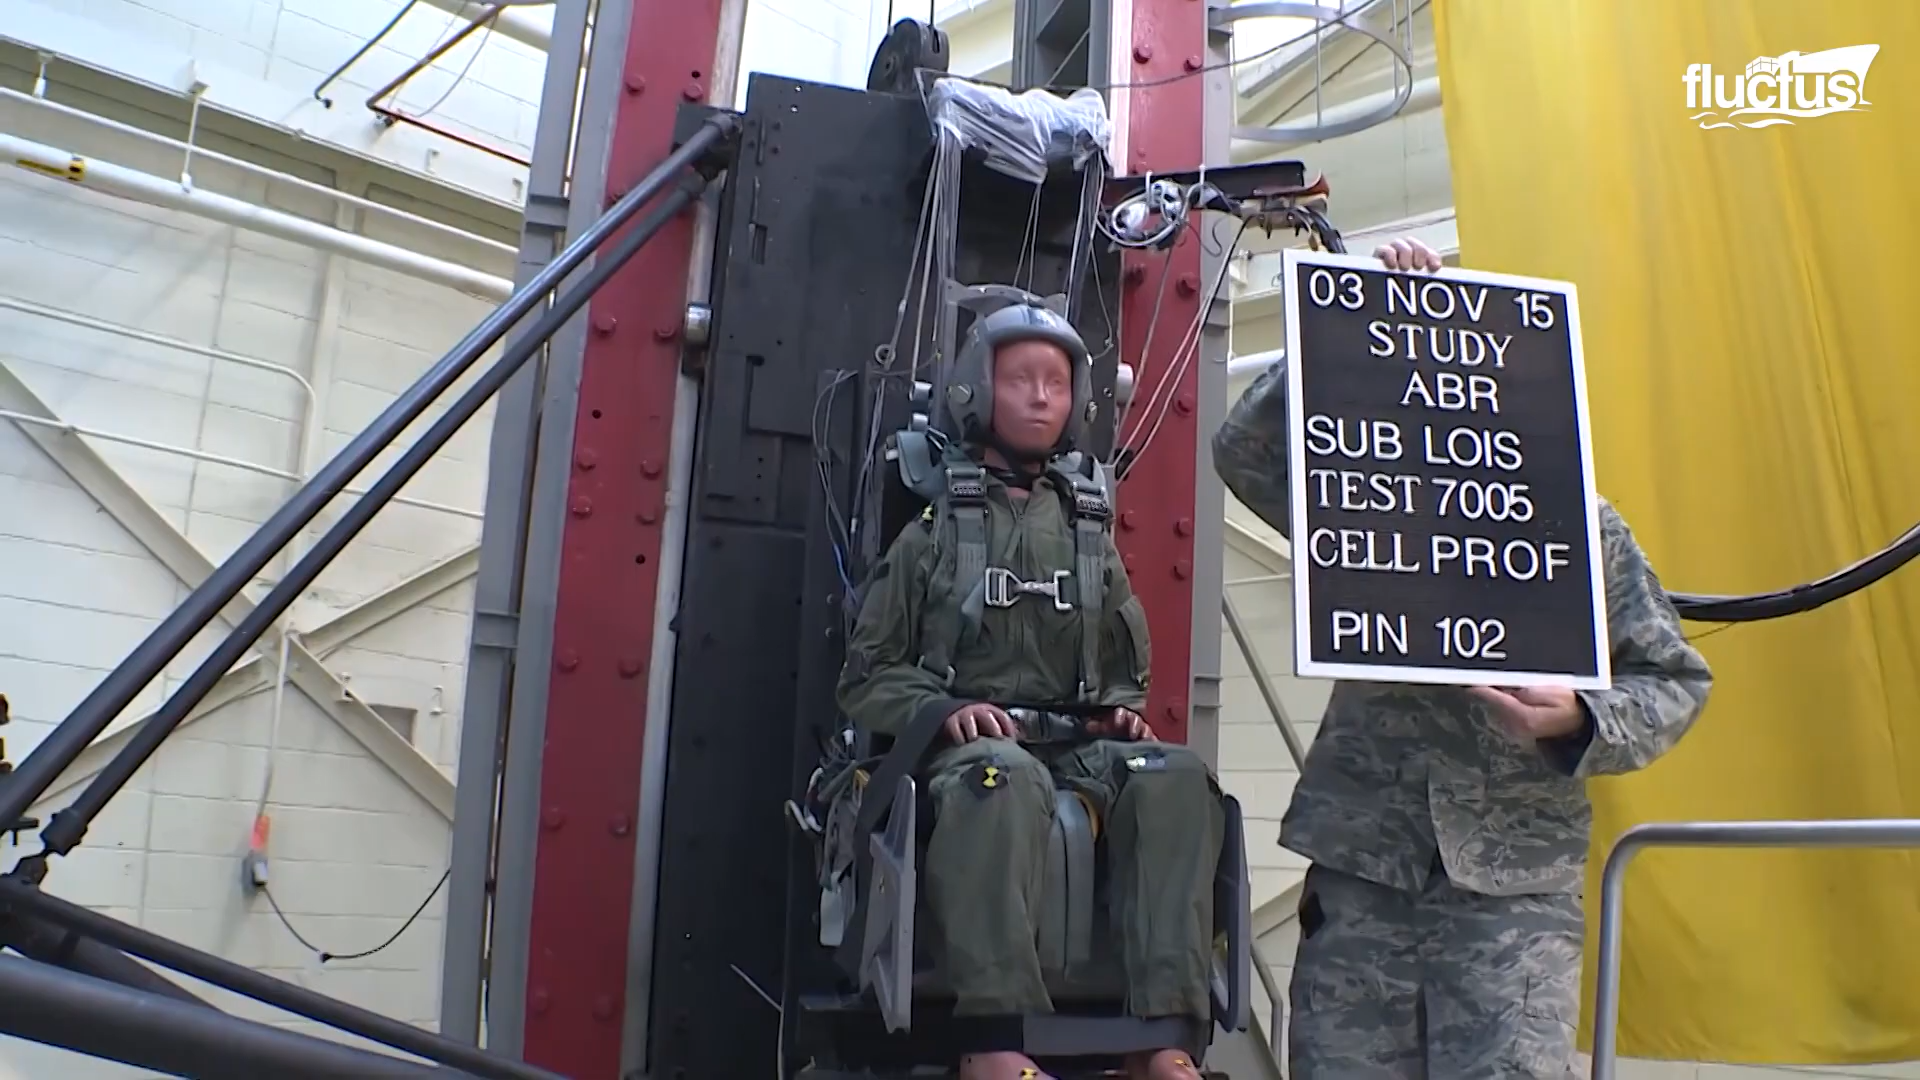 fluctus
03 NOV 15
STUDY
ABR
SUB LOIS
TEST 7005
CELL PROF
PIN 102